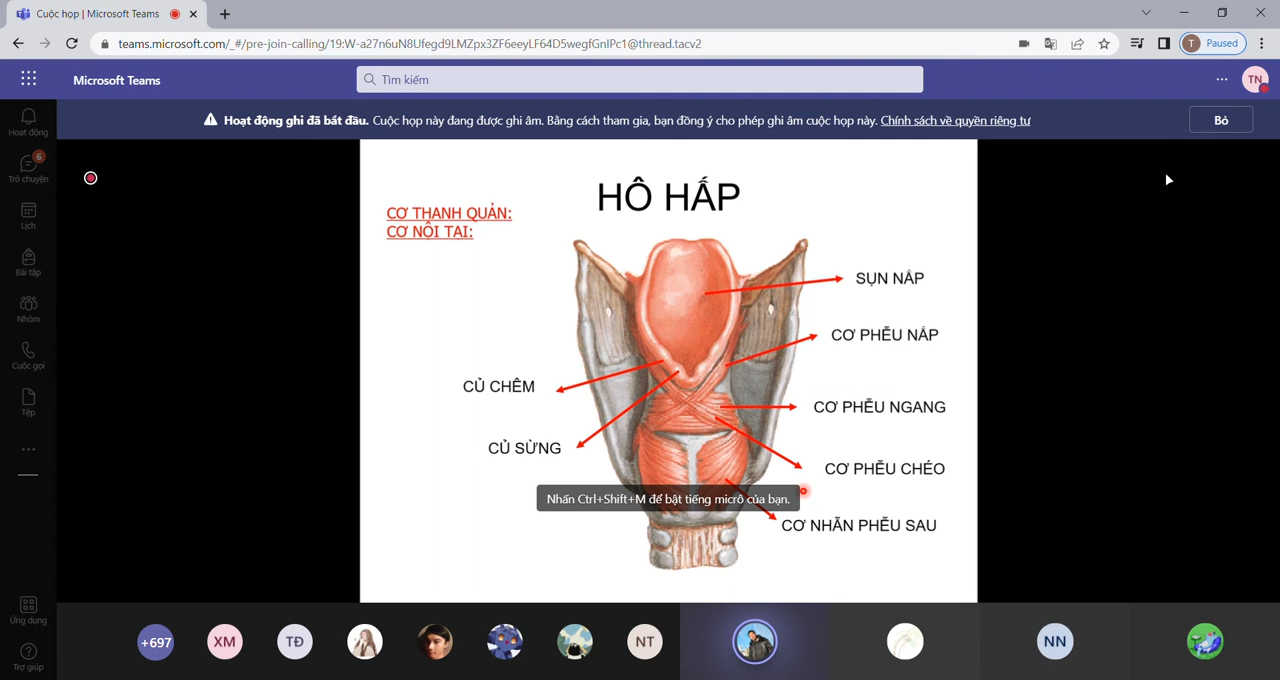 Cuộc họp | Microsoft Teams
teams.microsoft.com/_#/pre-join-calling/19:W-a27n6uN8Ufegd9LMZpx3ZF6eeyLF64D5wegfGnIPc1@thread.tacv2
T Paused
Microsoft Teams
Tìm kiếm
TN
Hoạt động ghi đã bắt đầu. Cuộc họp này đang được ghi âm. Bằng cách tham gia, bạn đồng ý cho phép ghi âm cuộc họp này. Chính sách về quyền riêng tư
Bỏ
Hoạt động
6
Trò chuyện
Lịch
Bài tập
Nhóm
Cuộc gọi
Tệp
Ứng dụng
Trợ giúp
HÔ HẤP
CƠ THANH QUẢN:
CƠ NỘI TẠI:
SỤN NẮP
CƠ PHỄU NẮP
CỦ CHÊM
CƠ PHỄU NGANG
CỦ SỪNG
CƠ PHỄU CHÉO
Nhấn Ctrl+Shift+M để bật tiếng micrô của bạn.
CƠ NHẪN PHỄU SAU
+697
XM
TĐ
NT
NN